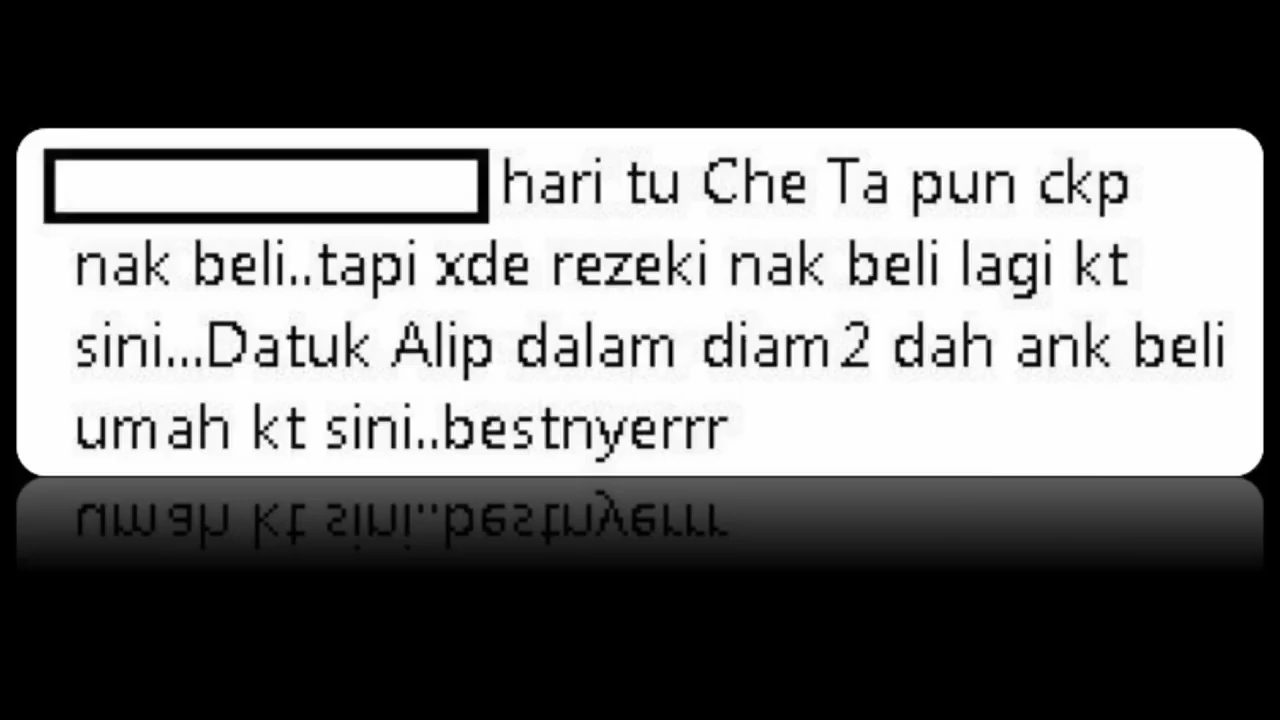 hari tu Che Ta pun ckp
nak beli..tapi xde rezeki nak beli lagi kt
sini...Datuk Alip dalam diam2 dah ank beli
umah kt sini..bestnyerrr